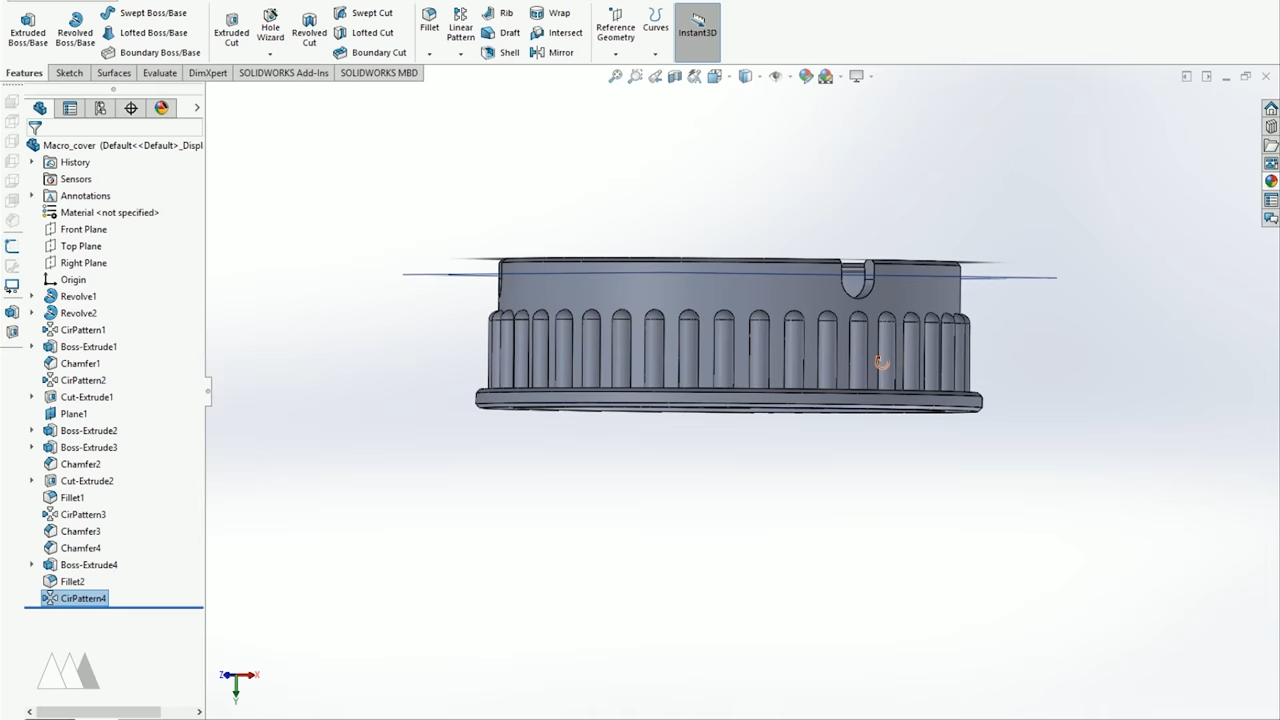 Extruded Boss/Base
Revolved Boss/Base
Swept Boss/Base
Lofted Boss/Base
Boundary Boss/Base
Extruded Cut
Hole Wizard
Revolved Cut
Swept Cut
Lofted Cut
Boundary Cut
Fillet
Linear Pattern
Rib
Draft
Shell
Wrap
Intersect
Mirror
Reference Geometry
Curves
Instant3D
Features Sketch Surfaces Evaluate DimXpert SOLIDWORKS Add-Ins SOLIDWORKS MBD
Macro_cover (Default<<Default>_Displ
History
Sensors
Annotations
Material <not specified>
Front Plane
Top Plane
Right Plane
Origin
Revolve1
Revolve2
CirPattern1
Boss-Extrude1
Chamfer1
CirPattern2
Cut-Extrude1
Plane1
Boss-Extrude2
Boss-Extrude3
Chamfer2
Cut-Extrude2
Fillet1
CirPattern3
Chamfer3
Chamfer4
Boss-Extrude4
Fillet2
CirPattern4
Z X
Y